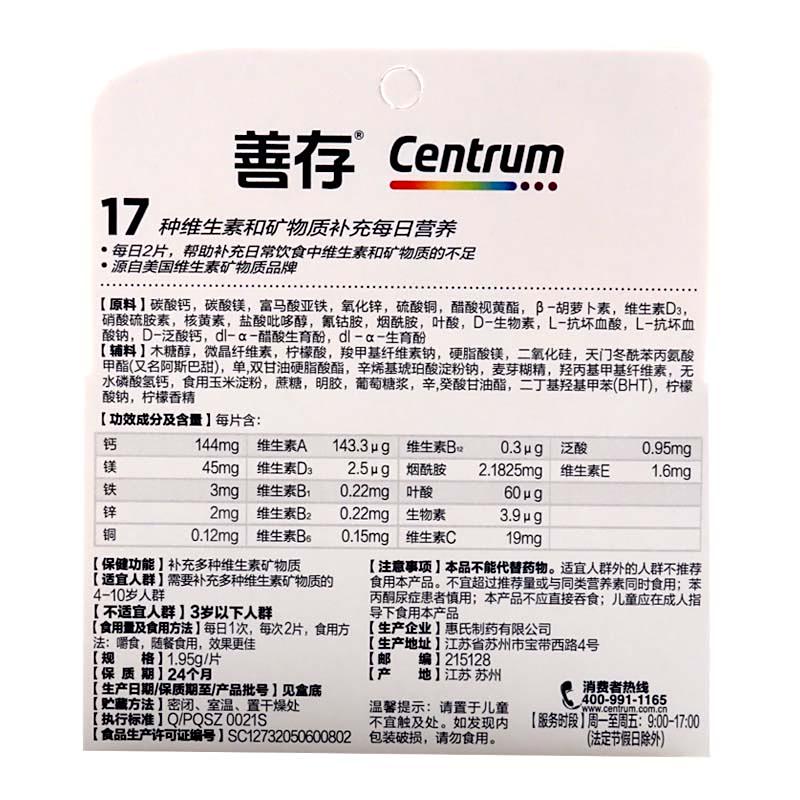 善存® Centrum
17 种维生素和矿物质补充每日营养
• 每日2片，帮助补充日常饮食中维生素和矿物质的不足
• 源自美国维生素矿物质品牌
【原料】碳酸钙，碳酸镁，富马酸亚铁，氧化锌，硫酸铜，醋酸视黄酯，β-胡萝卜素，维生素D₃，
硝酸硫胺素，核黄素，盐酸吡哆醇，氰钴胺，烟酰胺，叶酸，D-生物素，L-抗坏血酸，L-抗坏血
酸钠，D-泛酸钙，dl-α-醋酸生育酚，dl-α-生育酚
【辅料】木糖醇，微晶纤维素，柠檬酸，羧甲基纤维素钠，硬脂酸镁，二氧化硅，天门冬酰苯丙氨酸
甲酯(又名阿斯巴甜)，单,双甘油硬脂酸酯，辛烯基琥珀酸淀粉钠，麦芽糊精，羟丙基甲基纤维素，无
水磷酸氢钙，食用玉米淀粉，蔗糖，明胶，葡萄糖浆，辛,癸酸甘油酯，二丁基羟基甲苯(BHT)，柠檬
酸钠，柠檬香精
【功效成分及含量】每片含：
钙 144mg 维生素A 143.3μg 维生素B₁₂ 0.3μg 泛酸 0.95mg
镁 45mg 维生素D₃ 2.5μg 烟酰胺 2.1825mg 维生素E 1.6mg
铁 3mg 维生素B₁ 0.22mg 叶酸 60μg
锌 2mg 维生素B₂ 0.22mg 生物素 3.9μg
铜 0.12mg 维生素B₆ 0.15mg 维生素C 19mg
【保健功能】补充多种维生素矿物质
【适宜人群】需要补充多种维生素矿物质的
4-10岁人群
【不适宜人群】3岁以下人群
【食用量及食用方法】每日1次，每次2片，食用方
法：嚼食，随餐食用，效果更佳
【规 格】1.95g/片
【保 质 期】24个月
【生产日期/保质期至/产品批号】见盒底
【贮藏方法】密闭、室温、置干燥处
【执行标准】Q/PQSZ 0021S
【食品生产许可证编号】SC12732050600802
【注意事项】本品不能代替药物。适宜人群外的人群不推荐
食用本产品。不宜超过推荐量或与同类营养素同时食用；苯
丙酮尿症患者慎用；本产品不应直接吞食；儿童应在成人指
导下食用本产品
【生产企业】惠氏制药有限公司
【生产地址】江苏省苏州市宝带西路4号
【邮 编】215128
【产 地】江苏 苏州
温馨提示：请置于儿童
不宜触及处。如发现内
包装破损，请勿食用。
消费者热线
400-991-1165
www.centrum.com.cn
【服务时段】周一至周五：9:00-17:00
(法定节假日除外)